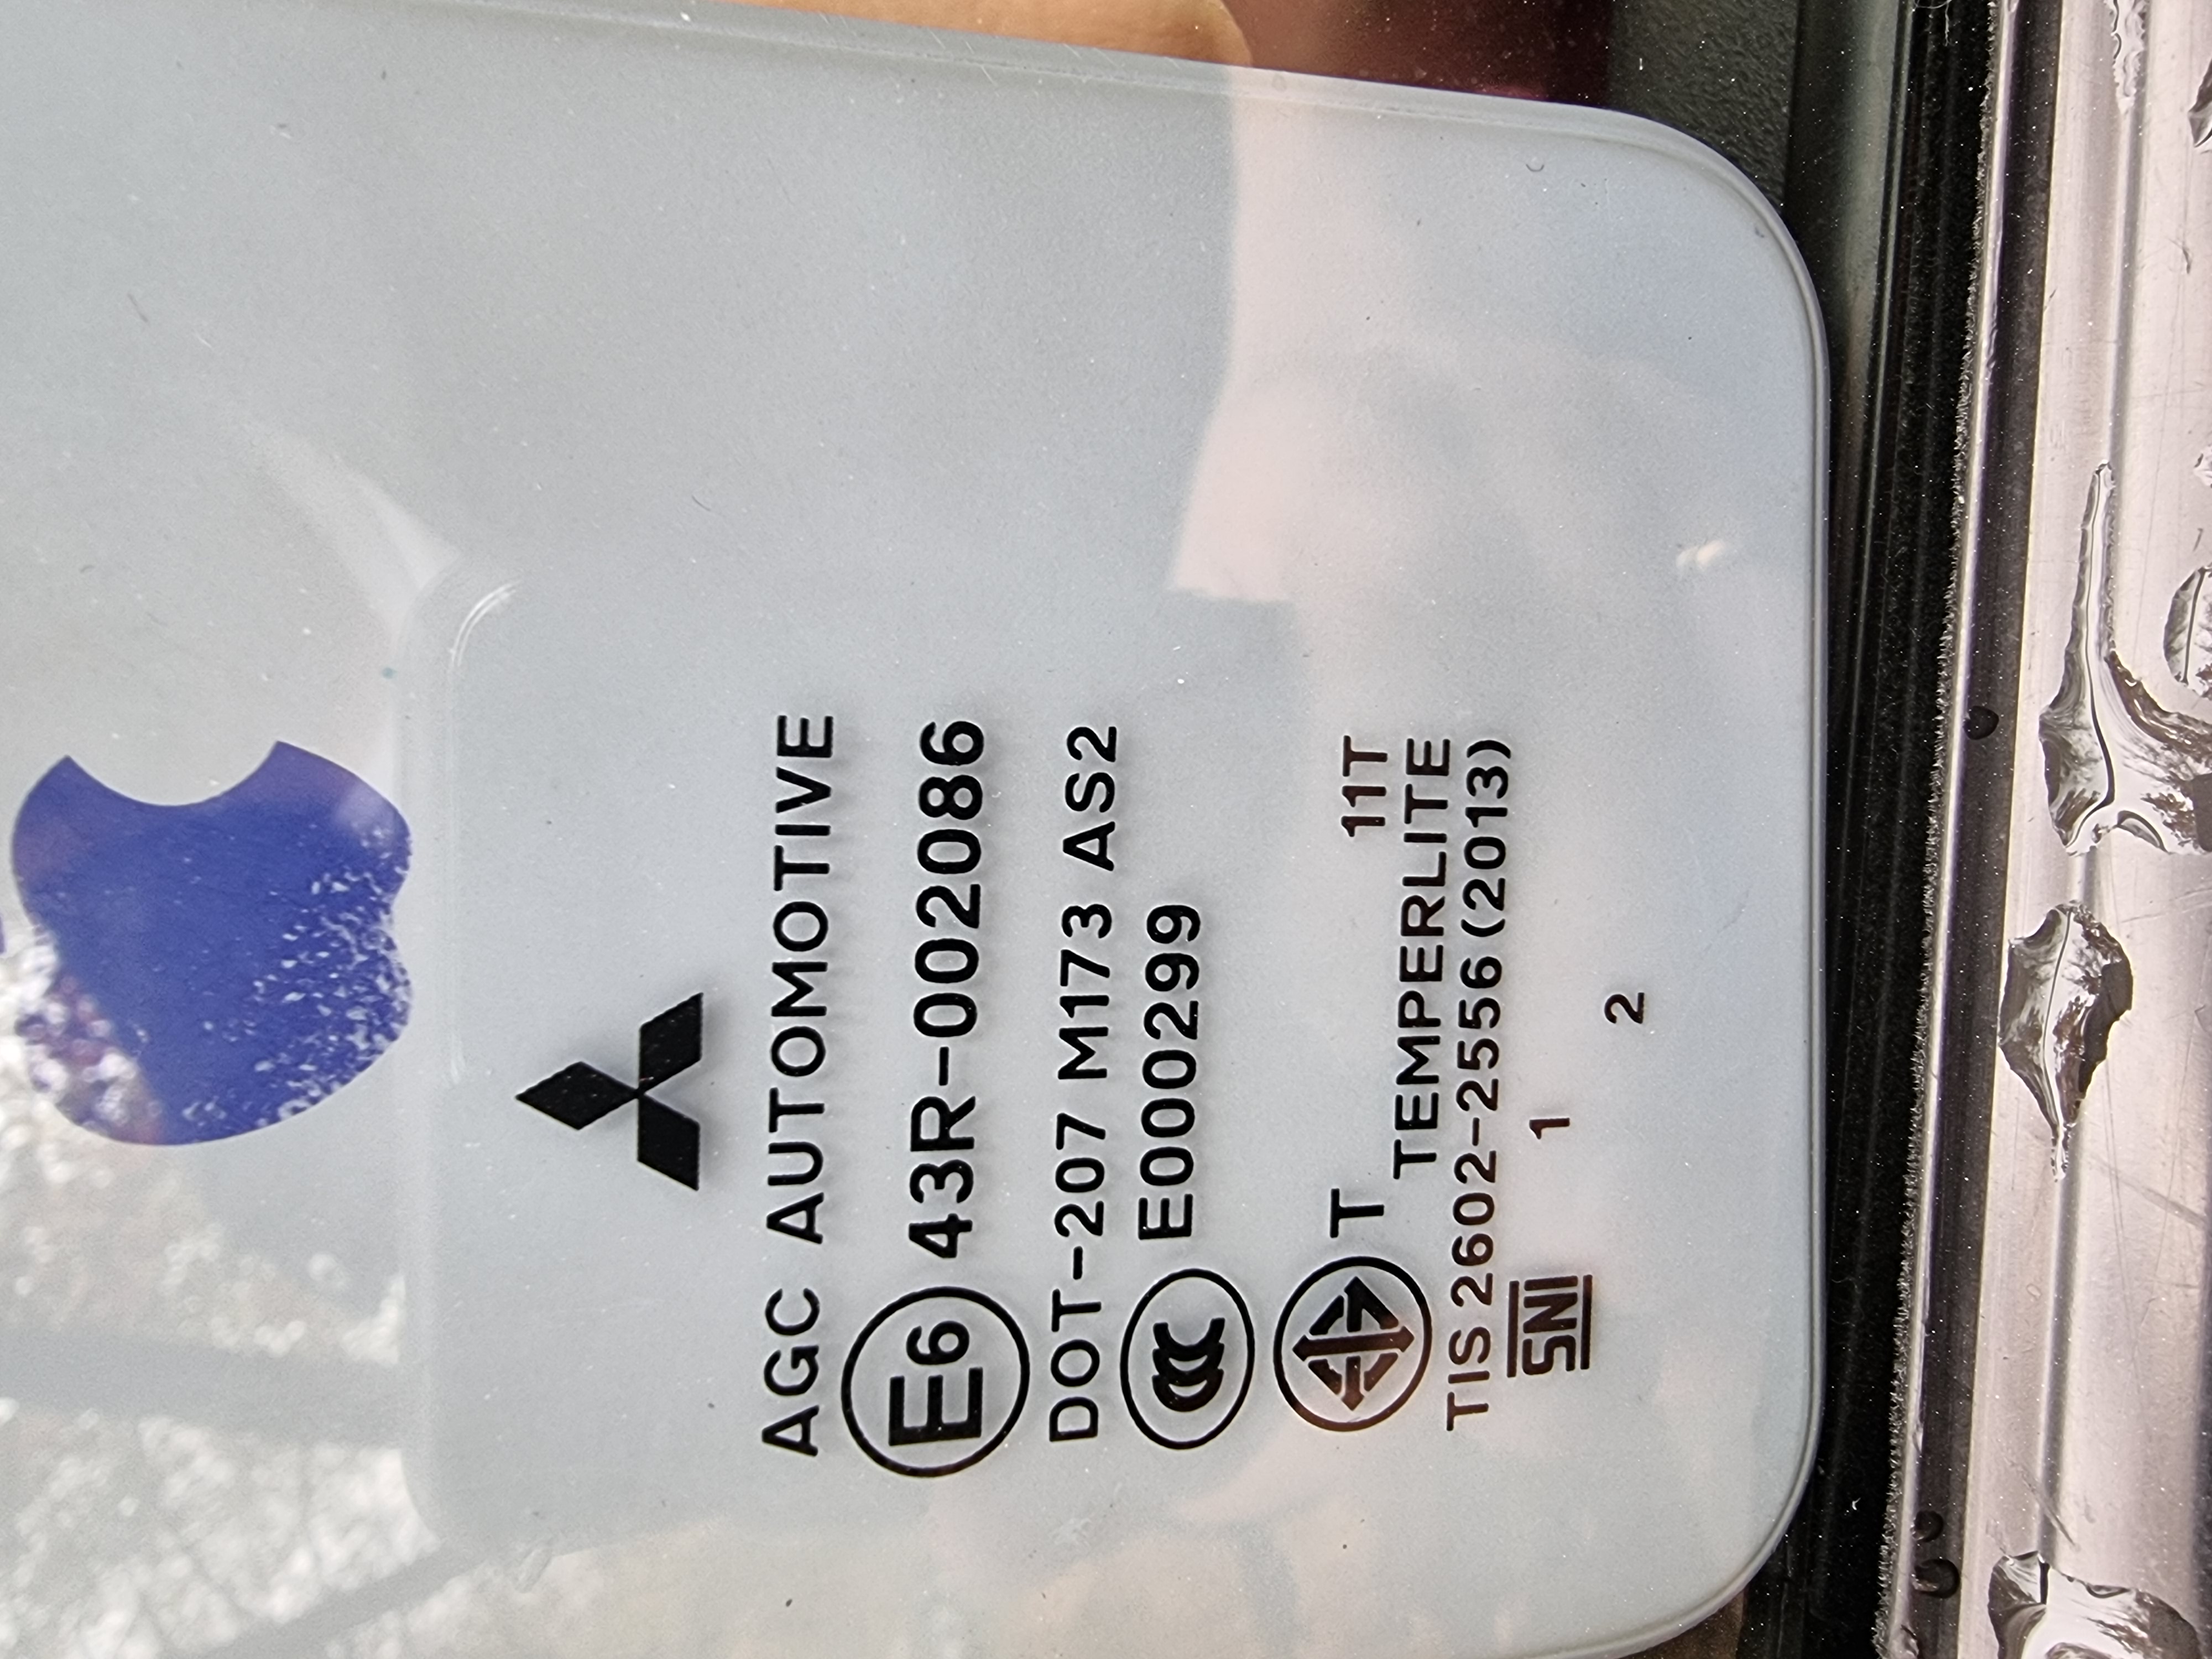 AGC AUTOMOTIVE
E6 43R-002086
DOT-207 M173 AS2
E000299
T 11T
TEMPERLITE
TIS 2602-2556 (2013)
SNI 1
2